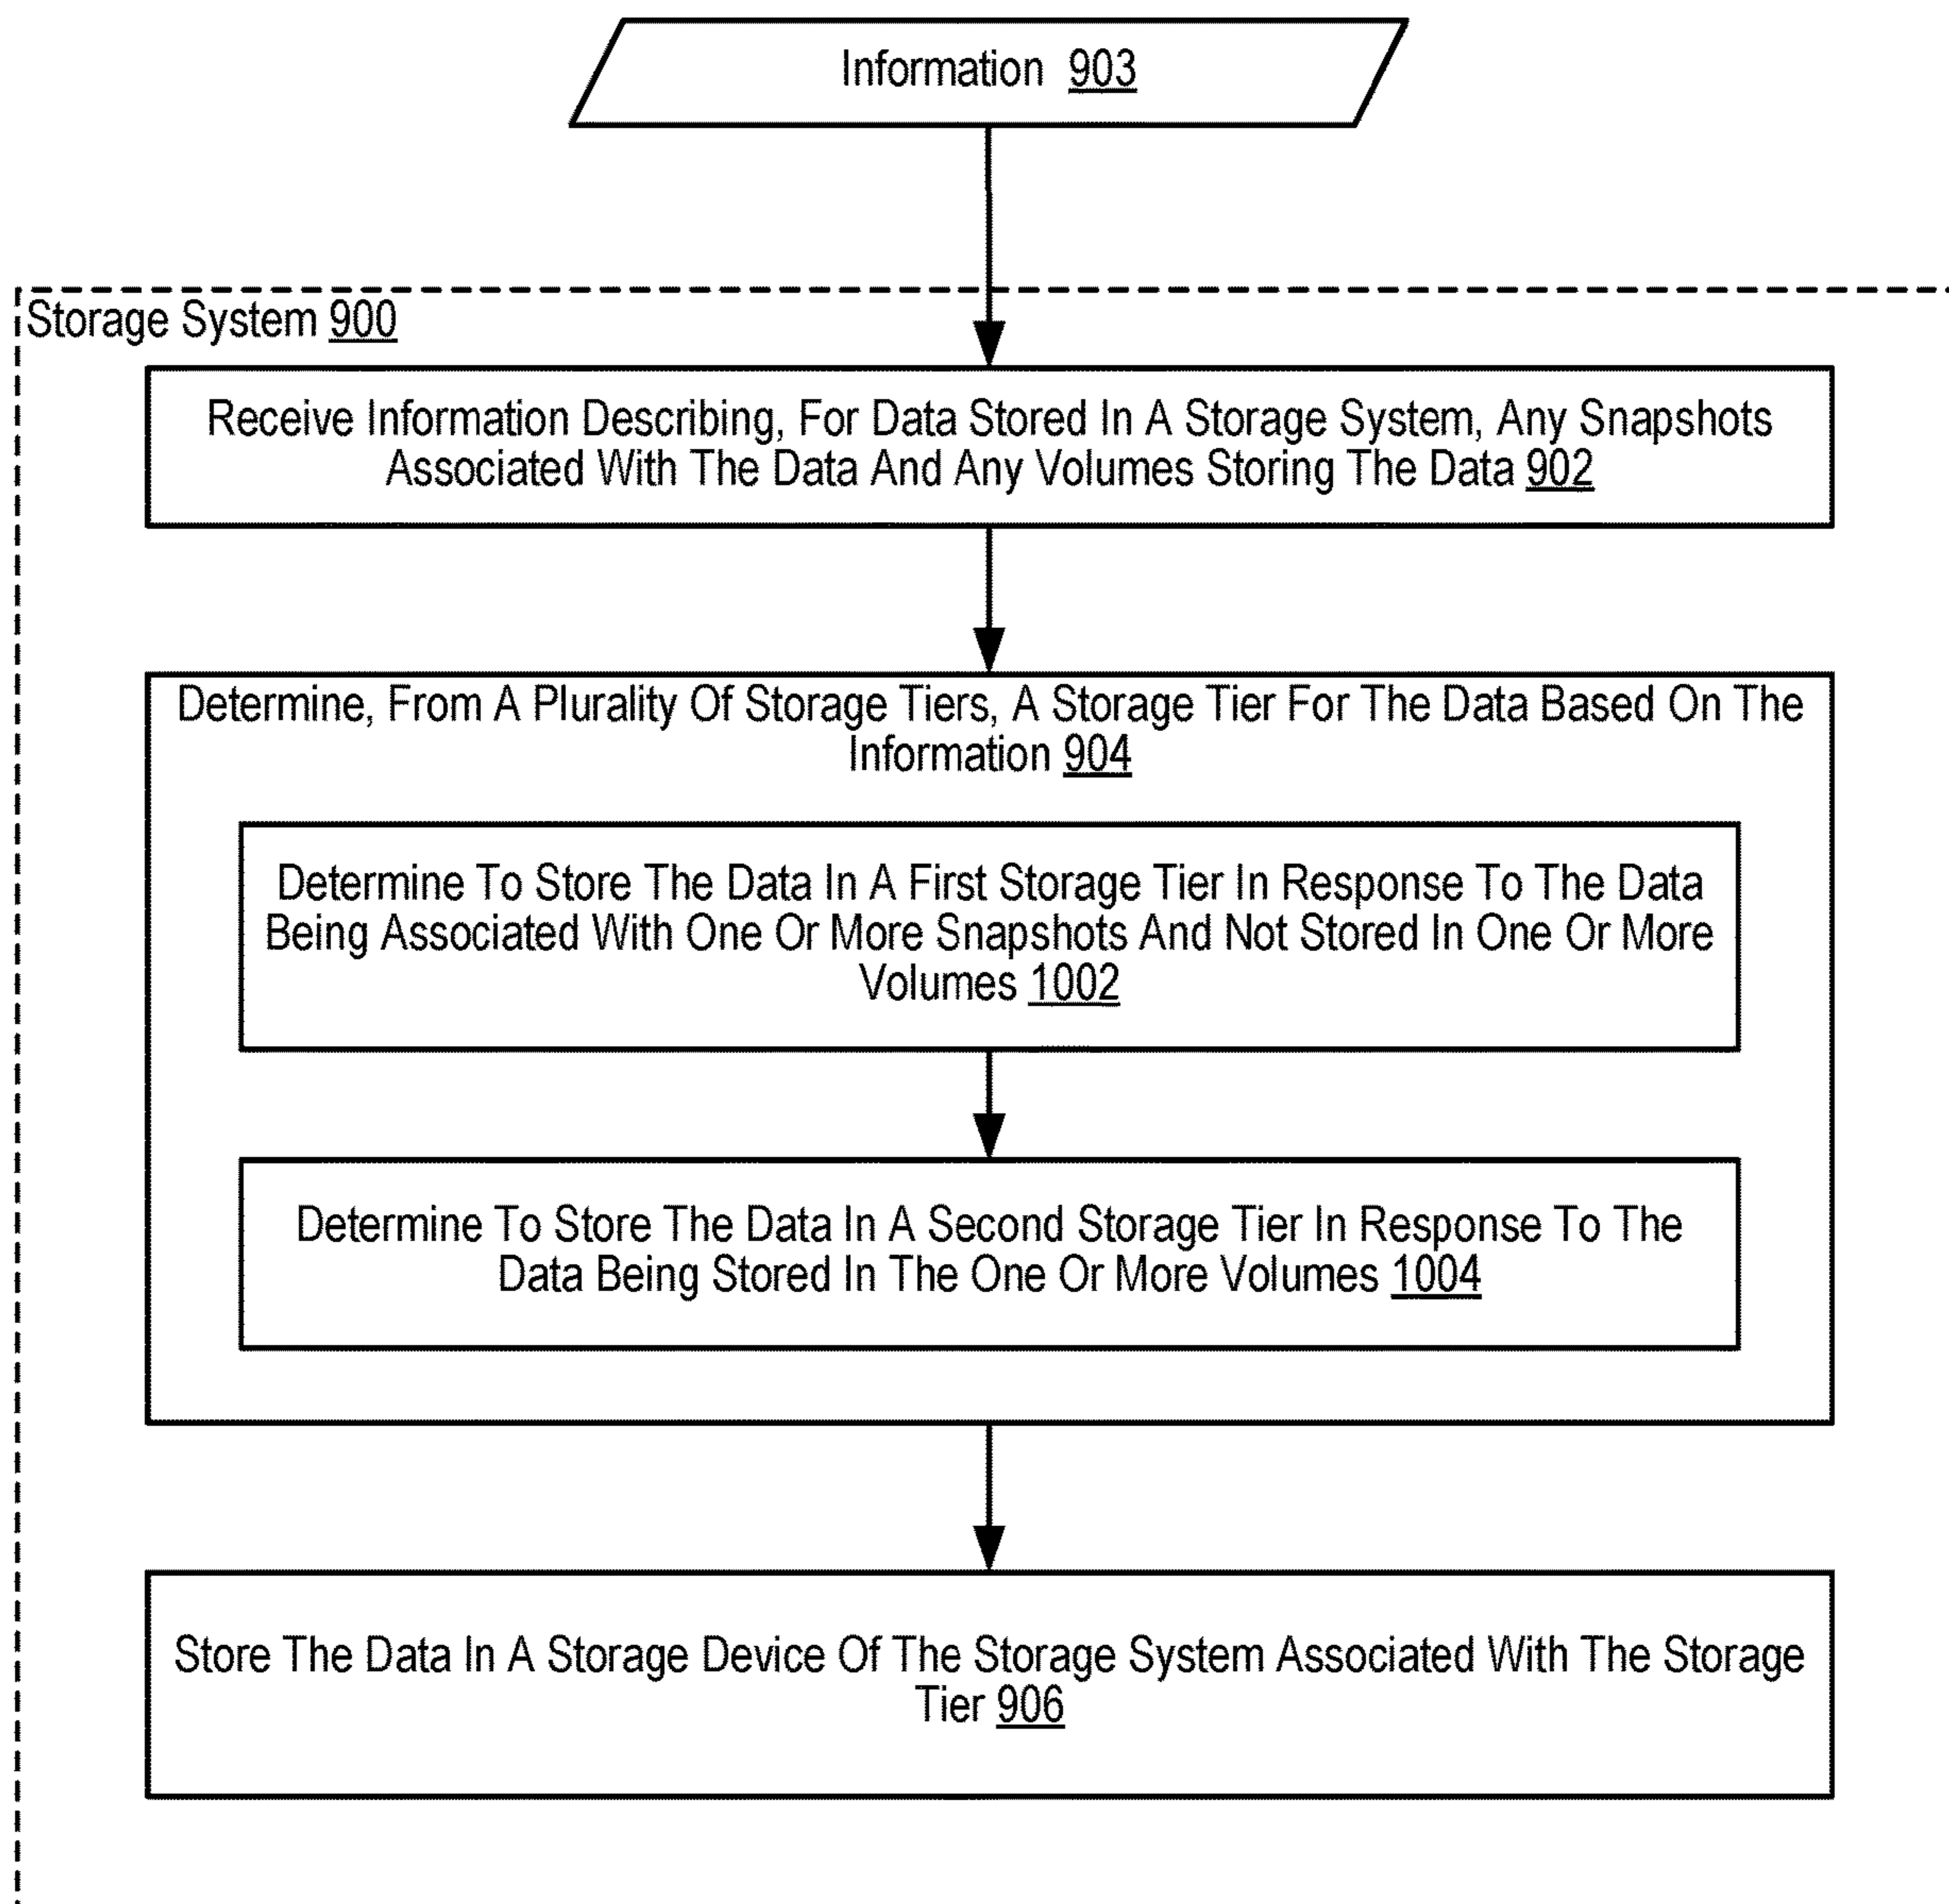 Information 903
Storage System 900
Receive Information Describing, For Data Stored In A Storage System, Any Snapshots
Associated With The Data And Any Volumes Storing The Data 902
Determine, From A Plurality Of Storage Tiers, A Storage Tier For The Data Based On The
Information 904
Determine To Store The Data In A First Storage Tier In Response To The Data
Being Associated With One Or More Snapshots And Not Stored In One Or More
Volumes 1002
Determine To Store The Data In A Second Storage Tier In Response To The
Data Being Stored In The One Or More Volumes 1004
Store The Data In A Storage Device Of The Storage System Associated With The Storage
Tier 906